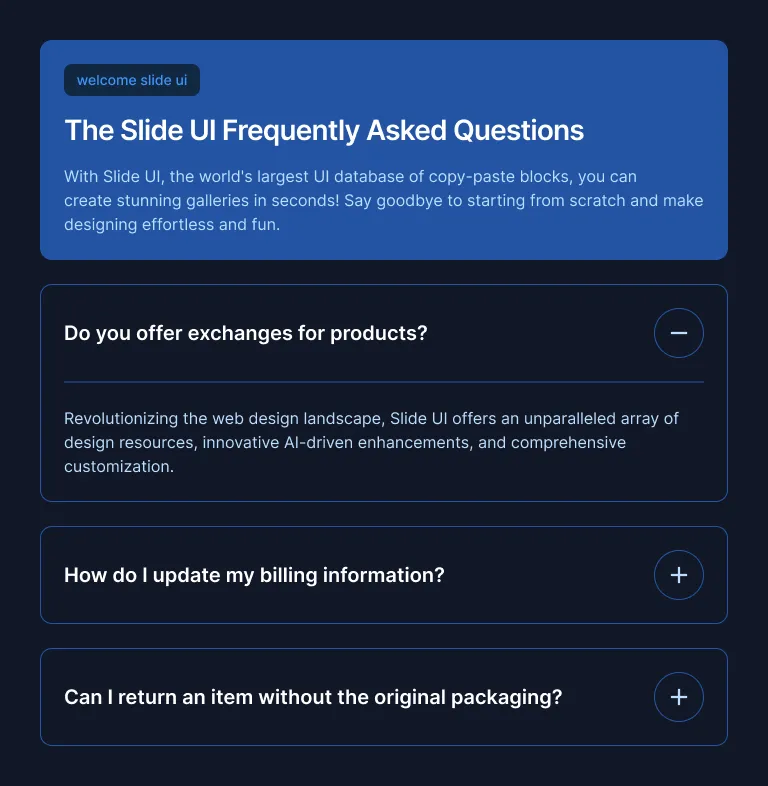 welcome slide ui
The Slide UI Frequently Asked Questions
With Slide UI, the world's largest UI database of copy-paste blocks, you can
create stunning galleries in seconds! Say goodbye to starting from scratch and make
designing effortless and fun.
Do you offer exchanges for products?
Revolutionizing the web design landscape, Slide UI offers an unparalleled array of
design resources, innovative AI-driven enhancements, and comprehensive
customization.
How do I update my billing information?
Can I return an item without the original packaging?